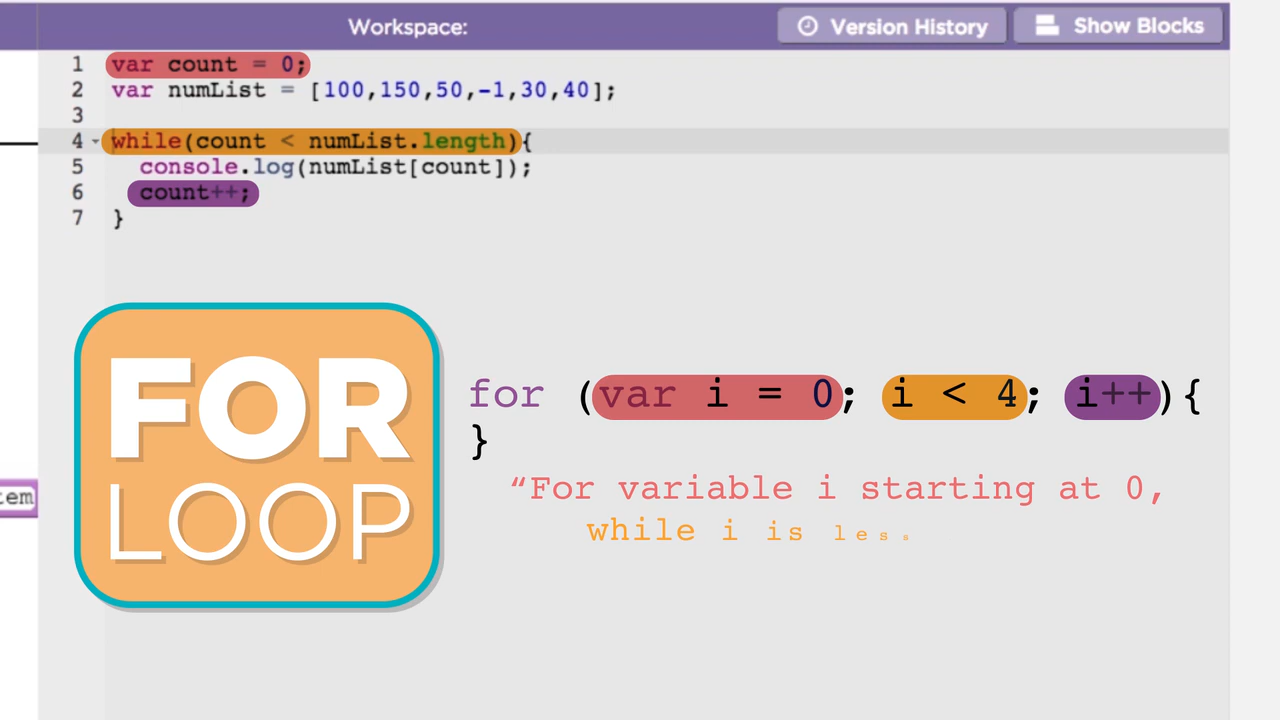 Workspace:
Version History
Show Blocks
1 var count = 0;
2 var numList = [100,150,50,-1,30,40];
3
4 while(count < numList.length){
5 console.log(numList[count]);
6 count++;
7 }
FOR
LOOP
for (var i = 0; i < 4; i++){
}
“For variable i starting at 0,
while i is less
tem